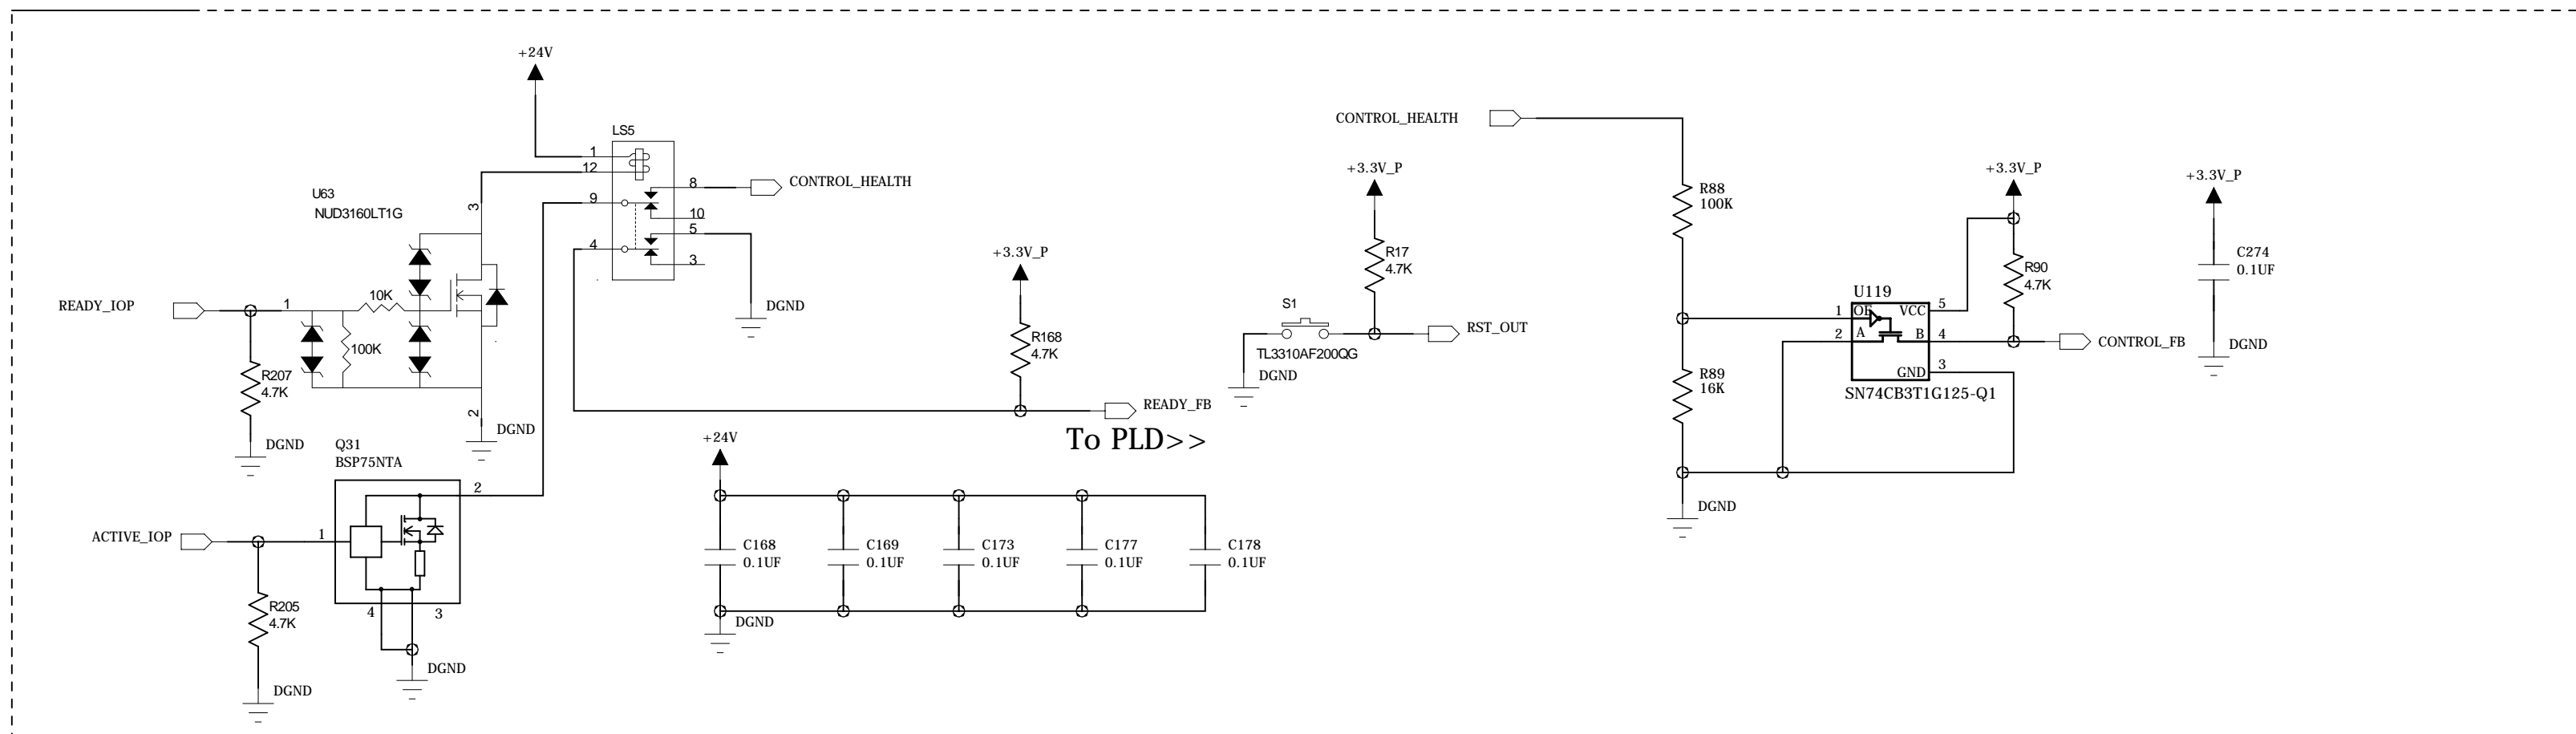 +24V
LS5
1
12
9
4
8
10
5
3
CONTROL_HEALTH
DGND
U63
NUD3160LT1G
3
READY_IOP
1
10K
100K
R207
4.7K
DGND
2
DGND
+3.3V_P
R168
4.7K
READY_FB
To PLD>>
Q31
BSP75NTA
2
ACTIVE_IOP
1
R205
4.7K
4
3
DGND
DGND
+24V
C168
0.1UF
C169
0.1UF
C173
0.1UF
C177
0.1UF
C178
0.1UF
DGND
+3.3V_P
R17
4.7K
S1
TL3310AF200QG
RST_OUT
DGND
CONTROL_HEALTH
R88
100K
R89
16K
DGND
+3.3V_P
R90
4.7K
U119
1
OE
VCC
5
2
A
B
4
GND
3
SN74CB3T1G125-Q1
CONTROL_FB
+3.3V_P
C274
0.1UF
DGND